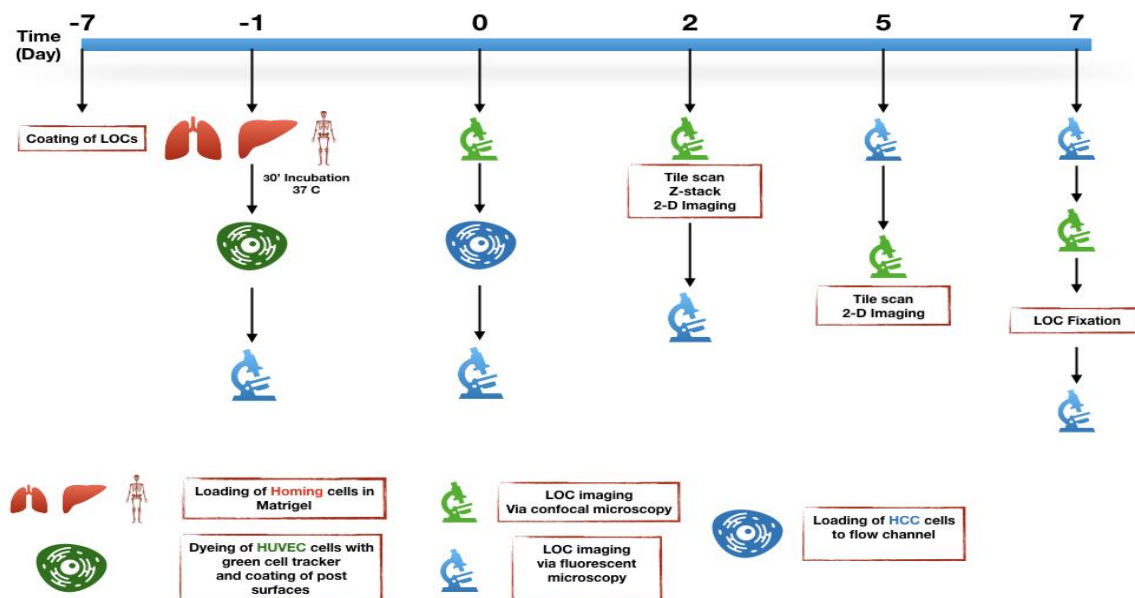 -7 -1 0 2 5 7
Time
(Day)
Coating of LOCs
30’ Incubation
37 C
Tile scan
Z-stack
2-D Imaging
Tile scan
2-D Imaging
LOC Fixation
Loading of Homing cells in
Matrigel
Dyeing of HUVEC cells with
green cell tracker
and coating of post
surfaces
LOC imaging
Via confocal microscopy
LOC imaging
via fluorescent
microscopy
Loading of HCC cells
to flow channel